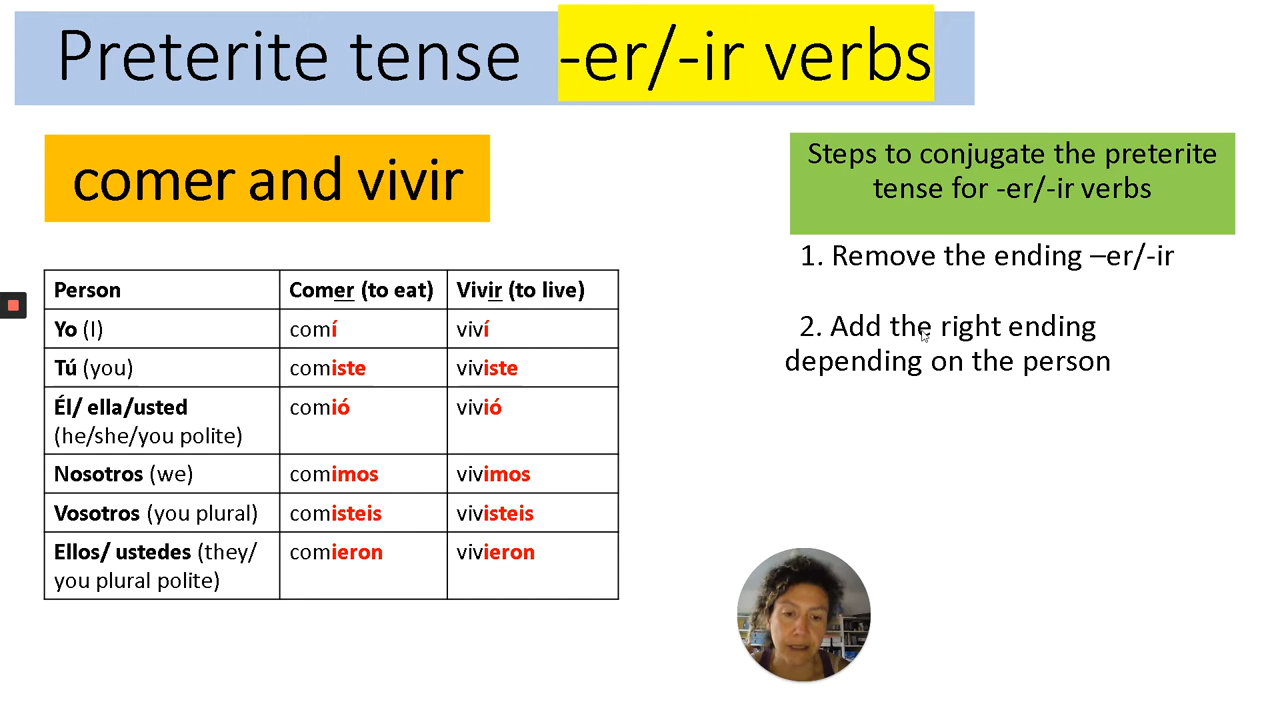 Preterite tense -er/-ir verbs
comer and vivir
Steps to conjugate the preterite
tense for -er/-ir verbs
1. Remove the ending –er/-ir
2. Add the right ending
depending on the person
Person Comer (to eat) Vivir (to live)
Yo (I) comí viví
Tú (you) comiste viviste
Él/ ella/usted
(he/she/you polite) comió vivió
Nosotros (we) comimos vivimos
Vosotros (you plural) comisteis vivisteis
Ellos/ ustedes (they/
you plural polite) comieron vivieron